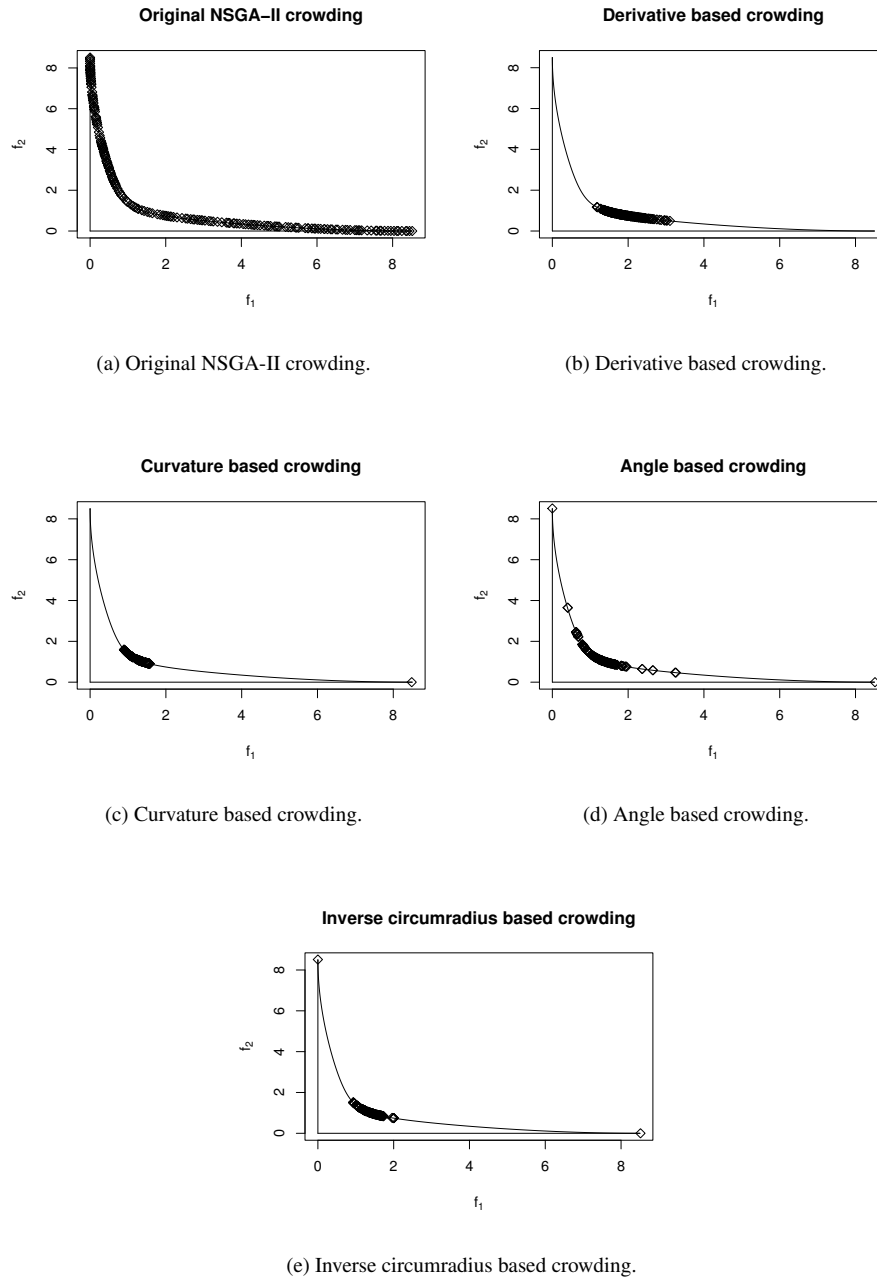 Original NSGA−II crowding
Derivative based crowding
f2
8
6
4
2
0
0 2 4 6 8
f1
f2
8
6
4
2
0
0 2 4 6 8
f1
(a) Original NSGA-II crowding.
(b) Derivative based crowding.
Curvature based crowding
Angle based crowding
f2
8
6
4
2
0
0 2 4 6 8
f1
f2
8
6
4
2
0
0 2 4 6 8
f1
(c) Curvature based crowding.
(d) Angle based crowding.
Inverse circumradius based crowding
f2
8
6
4
2
0
0 2 4 6 8
f1
(e) Inverse circumradius based crowding.